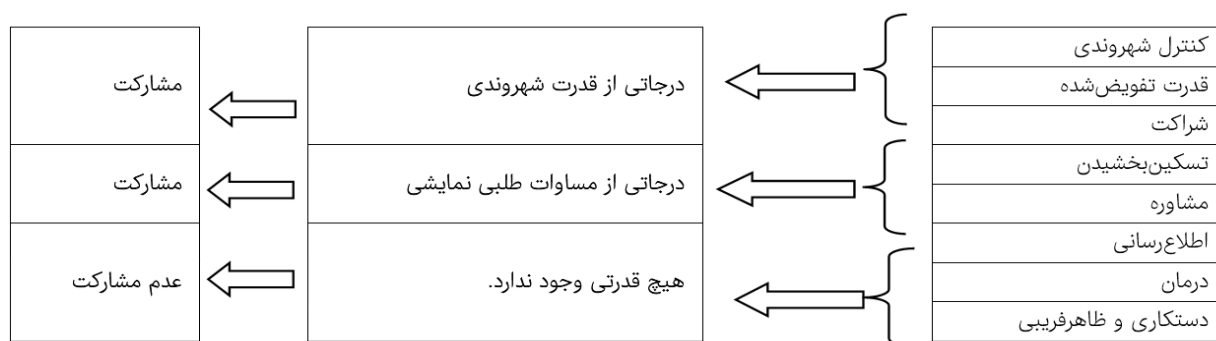 کنترل شهروندی
قدرت تفویض‌شده
شراکت
تسکین‌بخشیدن
مشاوره
اطلاع‌رسانی
درمان
دستکاری و ظاهرفریبی
درجاتی از قدرت شهروندی
درجاتی از مساوات طلبی نمایشی
هیچ قدرتی وجود ندارد.
مشارکت
مشارکت
عدم مشارکت